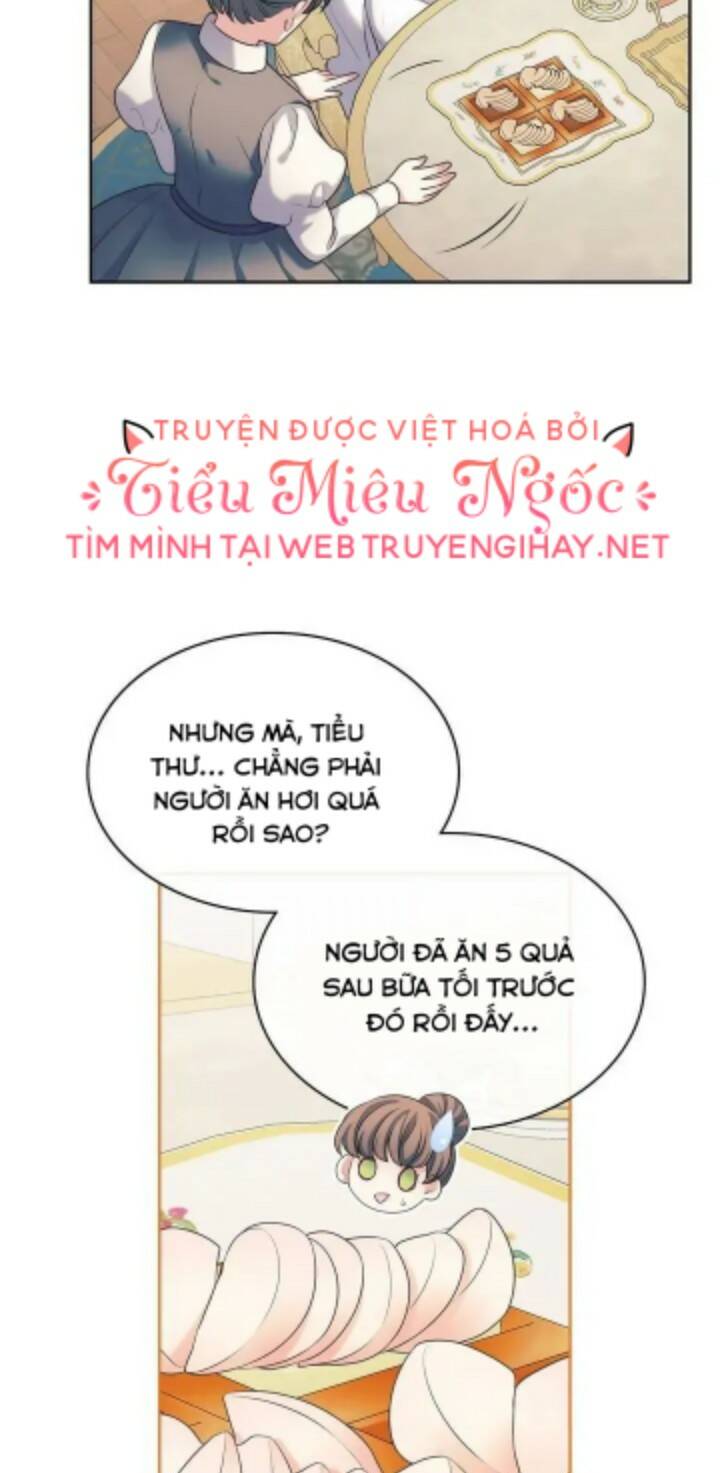 TRUYỆN ĐƯỢC VIỆT HOÁ BỞI
Tiểu Miêu Ngốc
TÌM MÌNH TẠI WEB TRUYENGIHAY.NET
NHƯNG MÀ, TIỂU
THƯ... CHẲNG PHẢI
NGƯỜI ĂN HƠI QUÁ
RỒI SAO?
NGƯỜI ĐÃ ĂN 5 QUẢ
SAU BỮA TỐI TRƯỚC
ĐÓ RỒI ĐẤY...